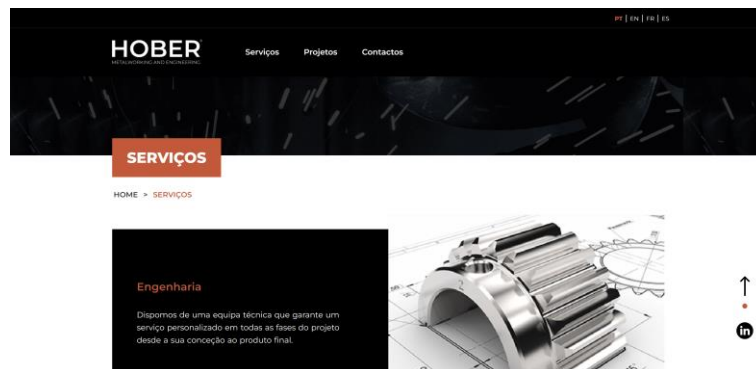 PT | EN | FR | ES
HOBER
METALWORKING AND ENGINEERING
Serviços Projetos Contactos
SERVIÇOS
HOME > SERVIÇOS
Engenharia
Dispomos de uma equipa técnica que garante um
serviço personalizado em todas as fases do projeto
desde a sua conceção ao produto final.
in